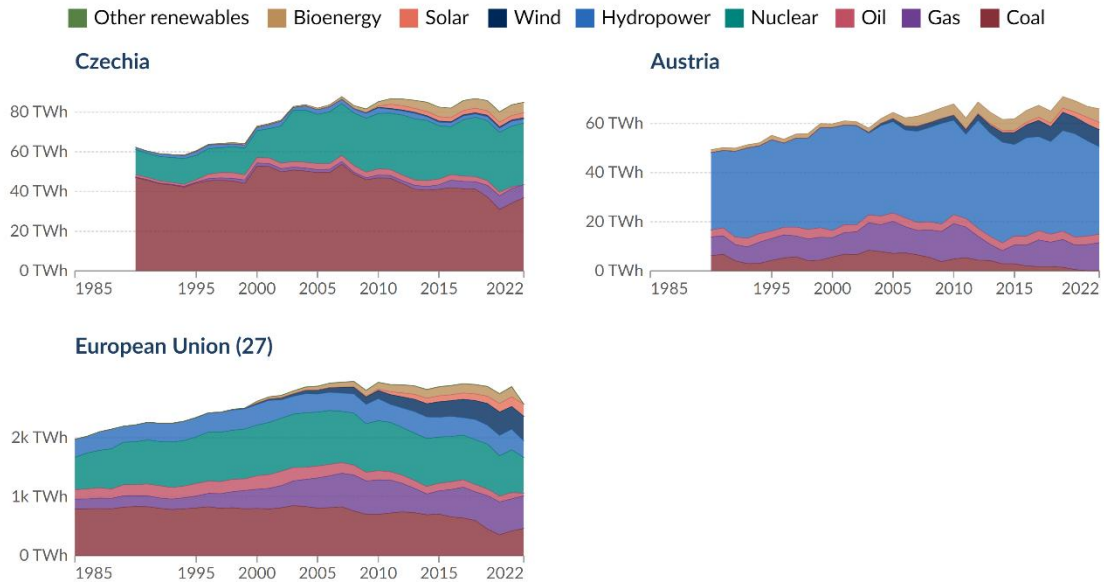 Other renewables Bioenergy Solar Wind Hydropower Nuclear Oil Gas Coal
Czechia
80 TWh
60 TWh
40 TWh
20 TWh
0 TWh
1985 1995 2000 2005 2010 2015 2022
Austria
60 TWh
40 TWh
20 TWh
0 TWh
1985 1995 2000 2005 2010 2015 2022
European Union (27)
2k TWh
1k TWh
0 TWh
1985 1995 2000 2005 2010 2015 2022